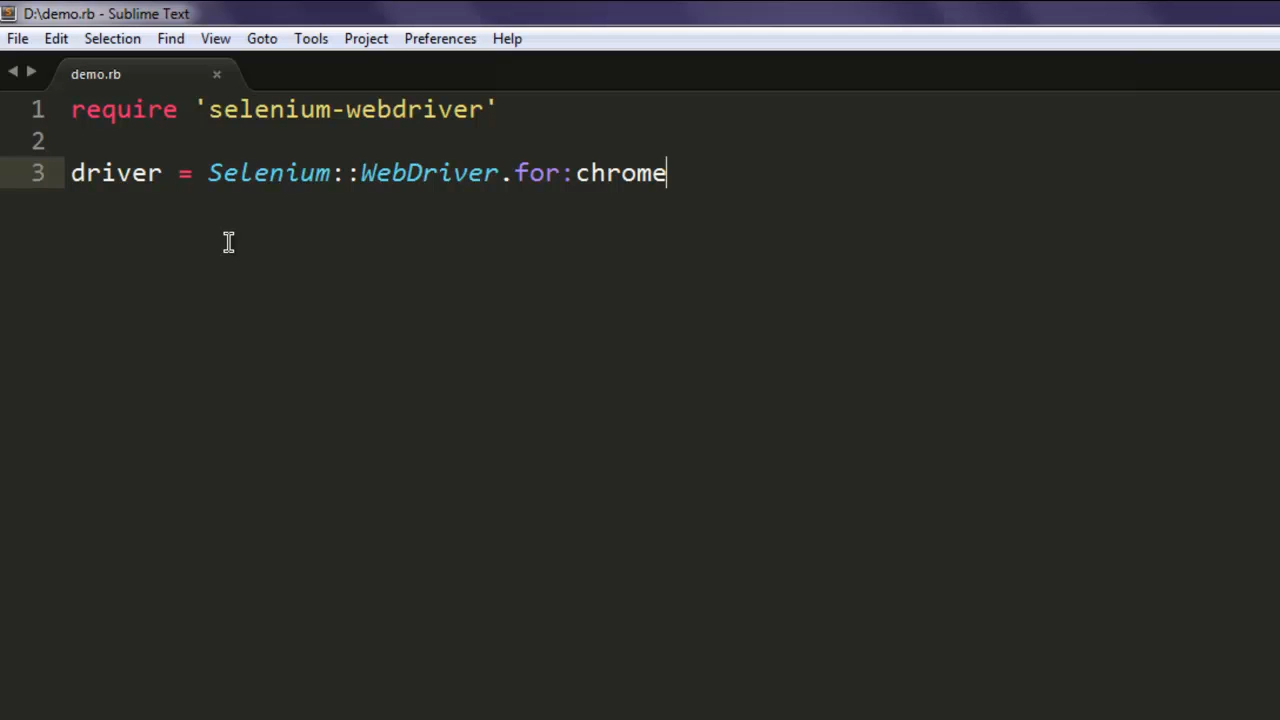 D:\demo.rb - Sublime Text
File Edit Selection Find View Goto Tools Project Preferences Help
demo.rb ×
1 require 'selenium-webdriver'
2
3 driver = Selenium::WebDriver.for:chrome